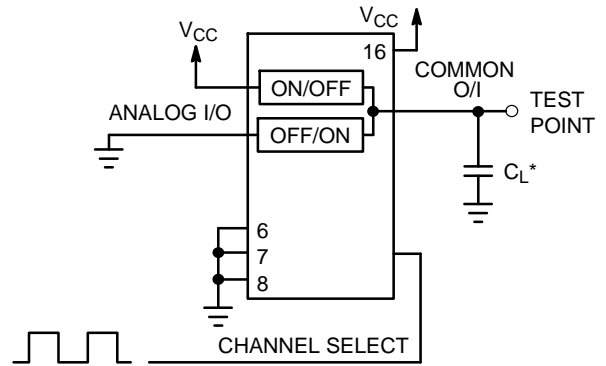 VCC
VCC
16
COMMON
O/I
ON/OFF
TEST
POINT
ANALOG I/O
OFF/ON
CL*
6
7
8
CHANNEL SELECT